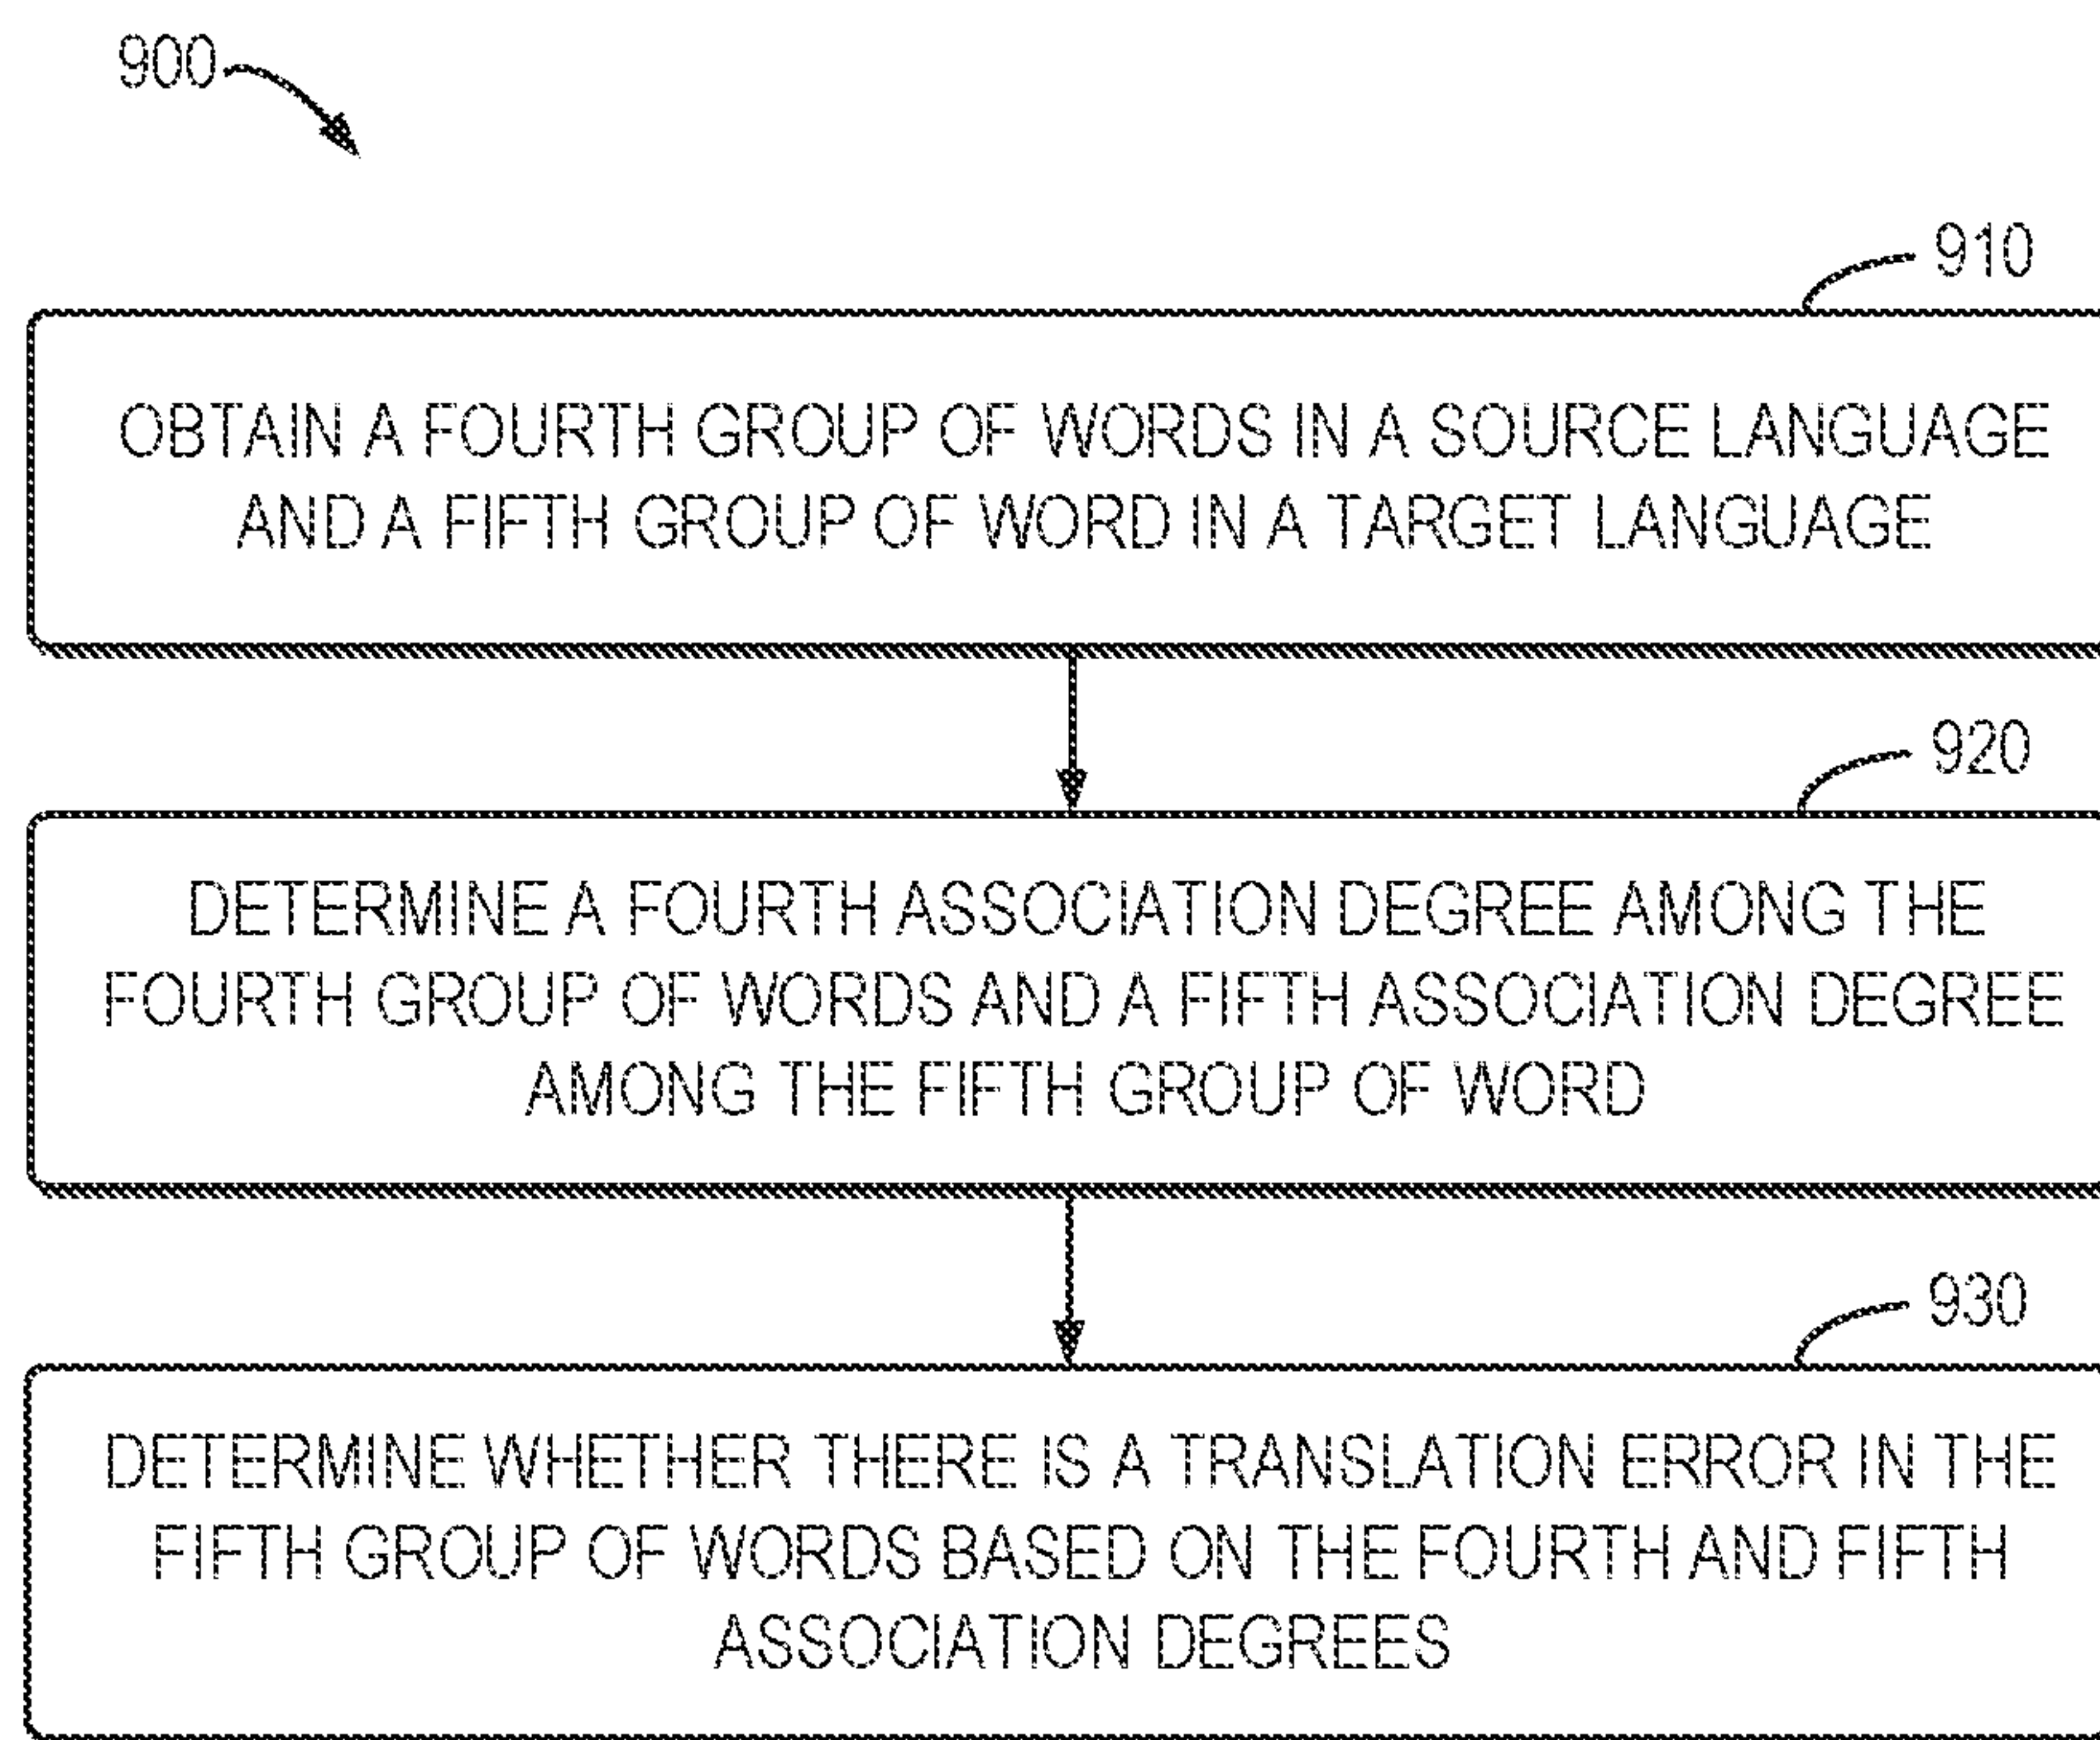 900
910
OBTAIN A FOURTH GROUP OF WORDS IN A SOURCE LANGUAGE
AND A FIFTH GROUP OF WORD IN A TARGET LANGUAGE
920
DETERMINE A FOURTH ASSOCIATION DEGREE AMONG THE
FOURTH GROUP OF WORDS AND A FIFTH ASSOCIATION DEGREE
AMONG THE FIFTH GROUP OF WORD
930
DETERMINE WHETHER THERE IS A TRANSLATION ERROR IN THE
FIFTH GROUP OF WORDS BASED ON THE FOURTH AND FIFTH
ASSOCIATION DEGREES